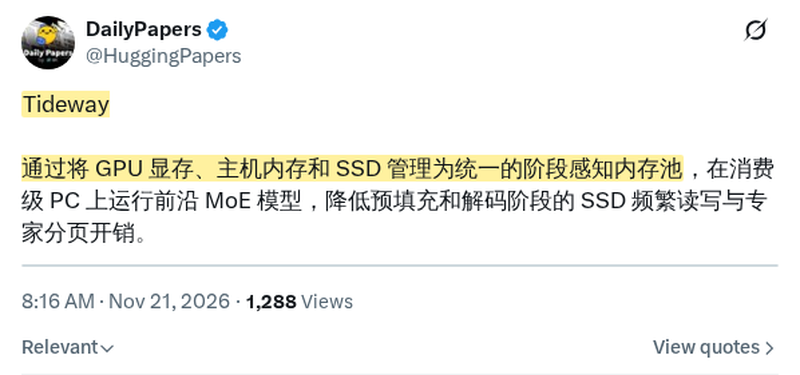 DailyPapers
@HuggingPapers
Tideway
通过将 GPU 显存、主机内存和 SSD 管理为统一的阶段感知内存池，在消费
级 PC 上运行前沿 MoE 模型，降低预填充和解码阶段的 SSD 频繁读写与专
家分页开销。
8:16 AM · Nov 21, 2026 · 1,288 Views
Relevant
View quotes